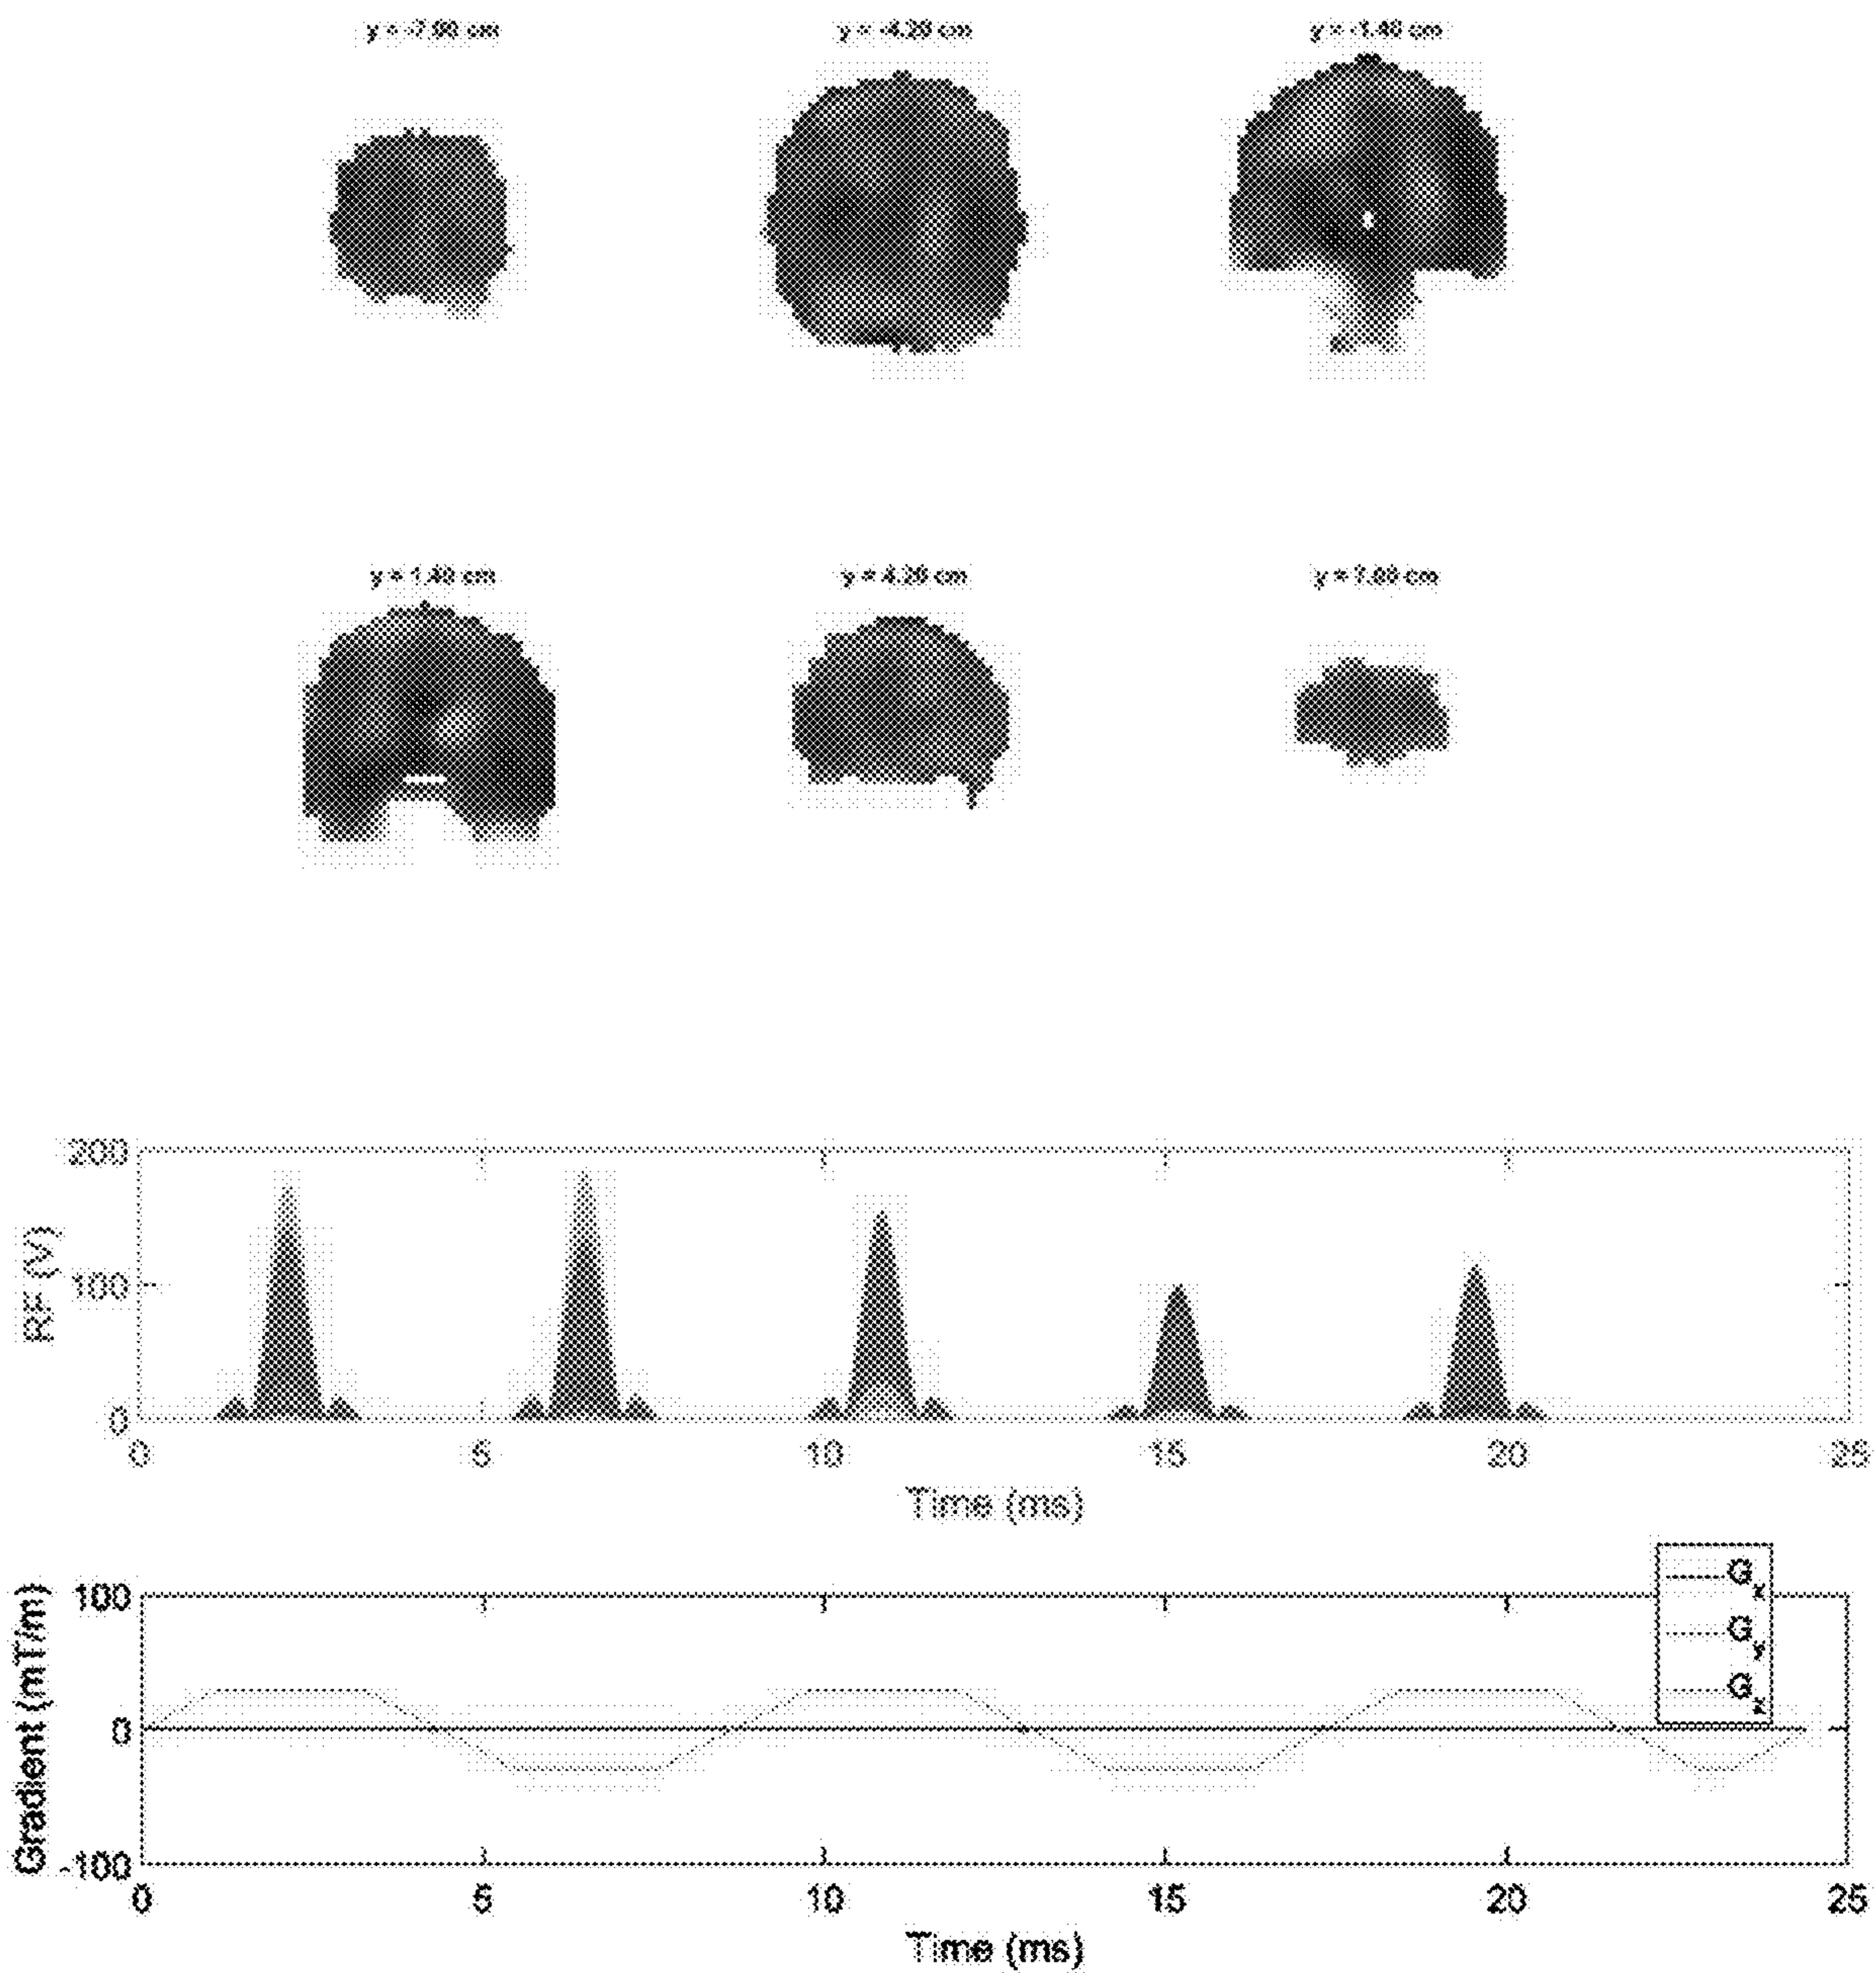 y = -7.00 cm
y = -4.20 cm
y = -1.40 cm
y = 1.40 cm
y = 4.20 cm
y = 7.00 cm
200
100
0
RF (V)
0 5 10 15 20 25
Time (ms)
G x
G y
G z
100
0
-100
Gradient (mT/m)
0 5 10 15 20 25
Time (ms)